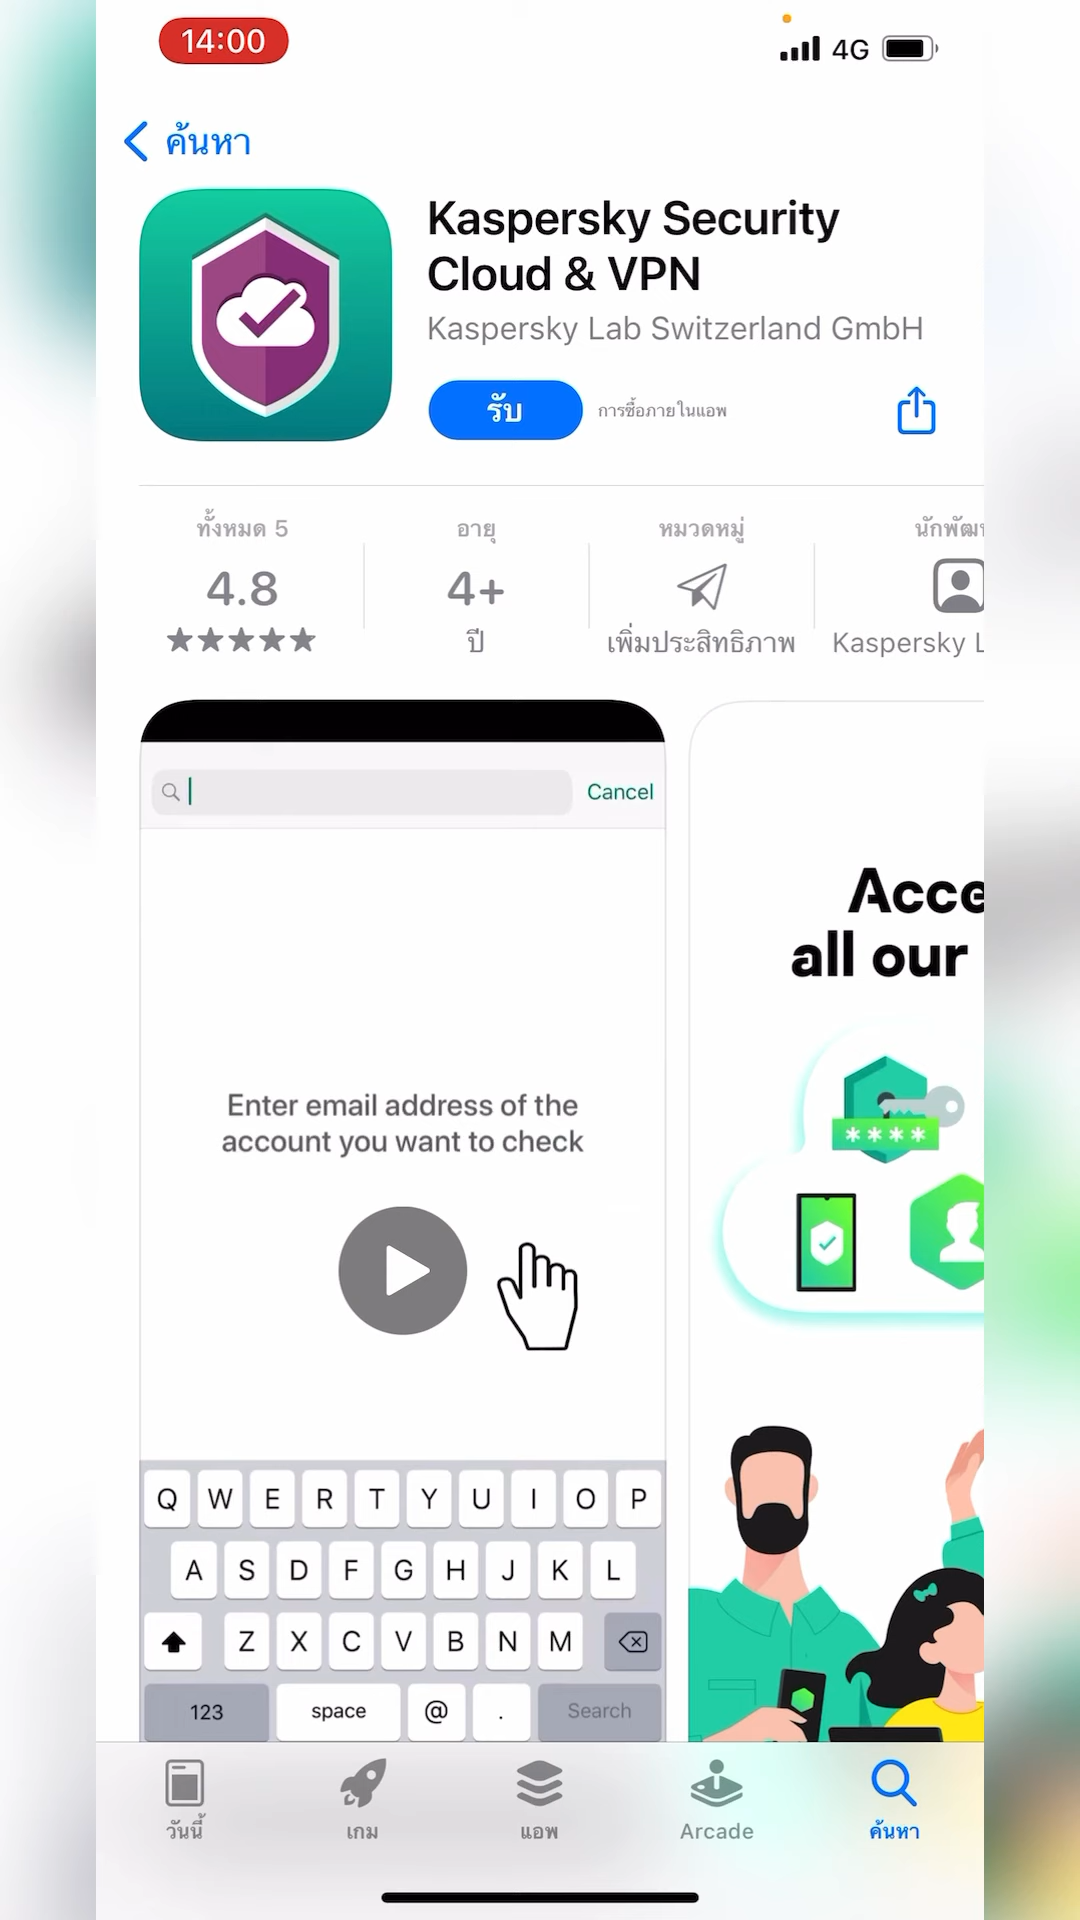 14:00
4G
ค้นหา
Kaspersky Security
Cloud & VPN
Kaspersky Lab Switzerland GmbH
รับ
การซื้อภายในแอพ
ทั้งหมด 5
อายุ
หมวดหมู่
นักพัฒ
4.8
4+
★★★★★
ปี
เพิ่มประสิทธิภาพ
Kaspersky L
Cancel
Enter email address of the
account you want to check
Q W E R T Y U I O P
A S D F G H J K L
Z X C V B N M
123 space @ . Search
Acce
all our
****
วันนี้
เกม
แอพ
Arcade
ค้นหา